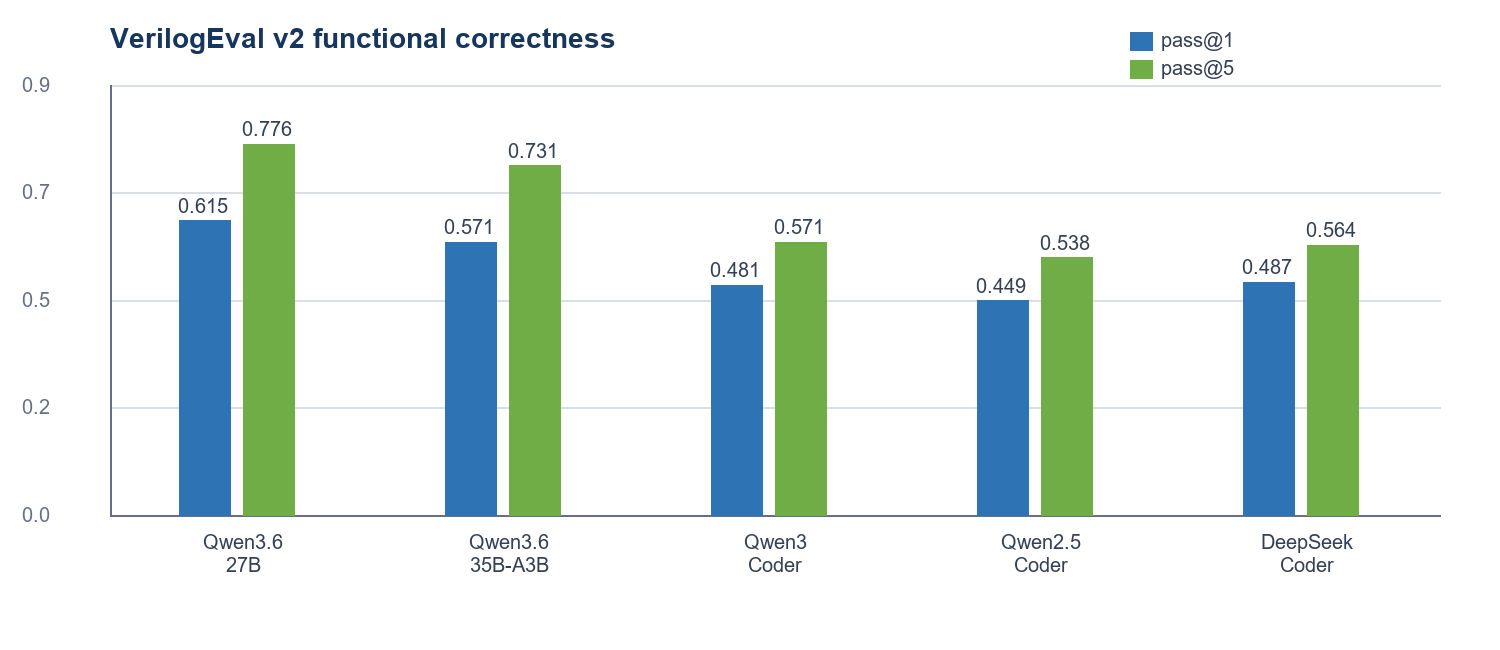 VerilogEval v2 functional correctness
pass@1
pass@5
0.9
0.7
0.5
0.2
0.0
0.615
0.776
0.571
0.731
0.481
0.571
0.449
0.538
0.487
0.564
Qwen3.6
27B
Qwen3.6
35B-A3B
Qwen3
Coder
Qwen2.5
Coder
DeepSeek
Coder